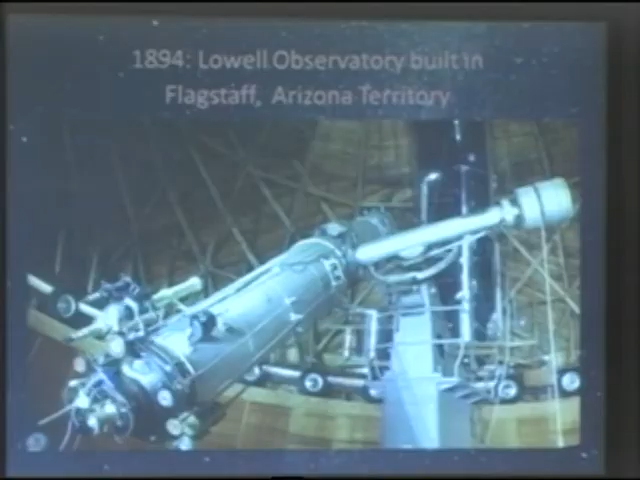 1894: Lowell Observatory built in
Flagstaff, Arizona Territory